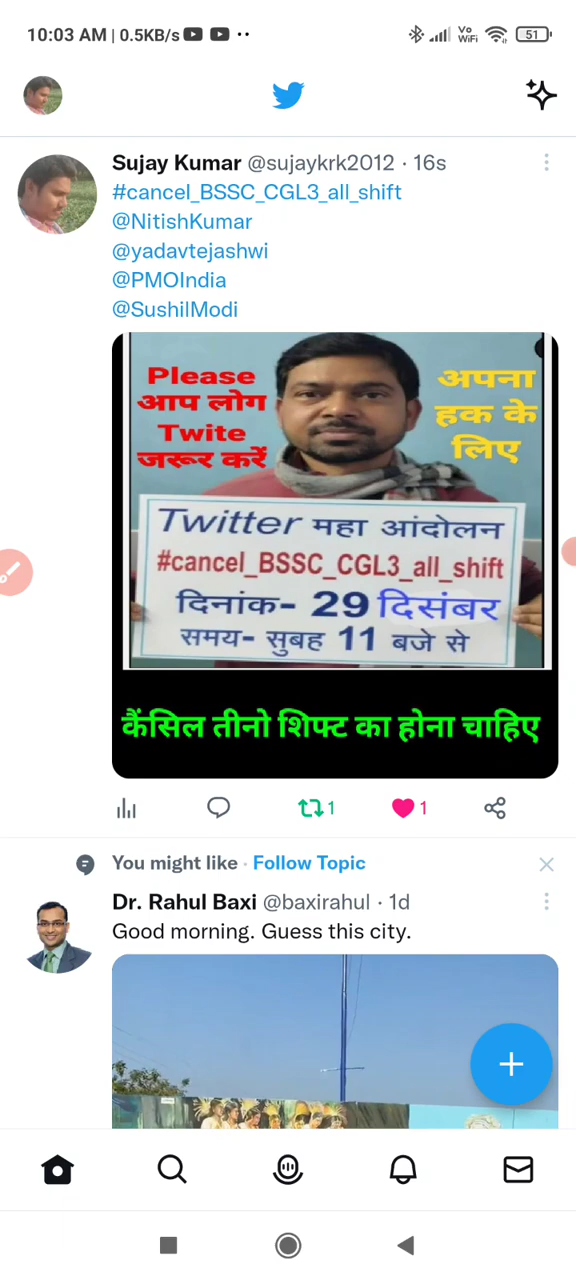 10:03 AM | 0.5KB/s
Vo WiFi
51
Sujay Kumar @sujaykrk2012 · 16s
#cancel_BSSC_CGL3_all_shift
@NitishKumar
@yadavtejashwi
@PMOIndia
@SushilModi
Please
आप लोग
Twite
जरूर करें
अपना
हक के
लिए
Twitter महा आंदोलन
#cancel_BSSC_CGL3_all_shift
दिनांक- 29 दिसंबर
समय- सुबह 11 बजे से
कैंसिल तीनो शिफ्ट का होना चाहिए
1
1
You might like · Follow Topic
Dr. Rahul Baxi @baxirahul · 1d
Good morning. Guess this city.